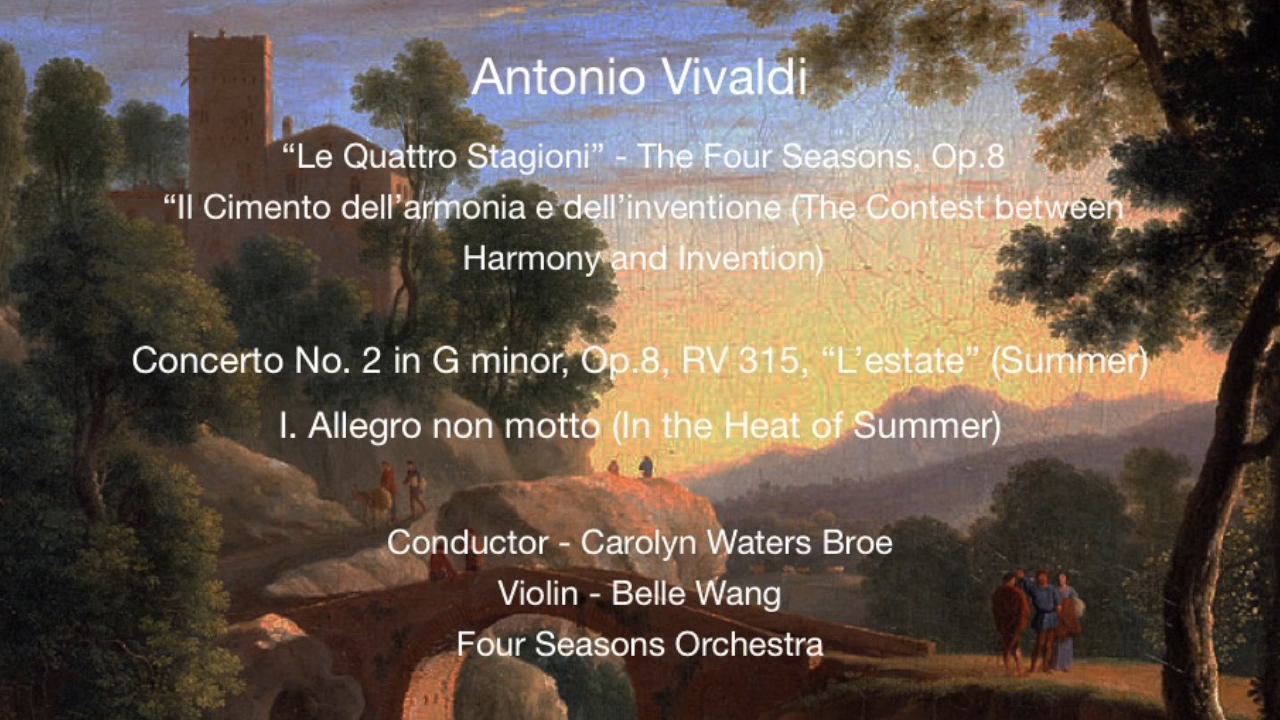 Antonio Vivaldi
“Le Quattro Stagioni” - The Four Seasons, Op.8
“Il Cimento dell’armonia e dell’inventione (The Contest between
Harmony and Invention)
Concerto No. 2 in G minor, Op.8, RV 315, “L’estate” (Summer)
I. Allegro non motto (In the Heat of Summer)
Conductor - Carolyn Waters Broe
Violin - Belle Wang
Four Seasons Orchestra